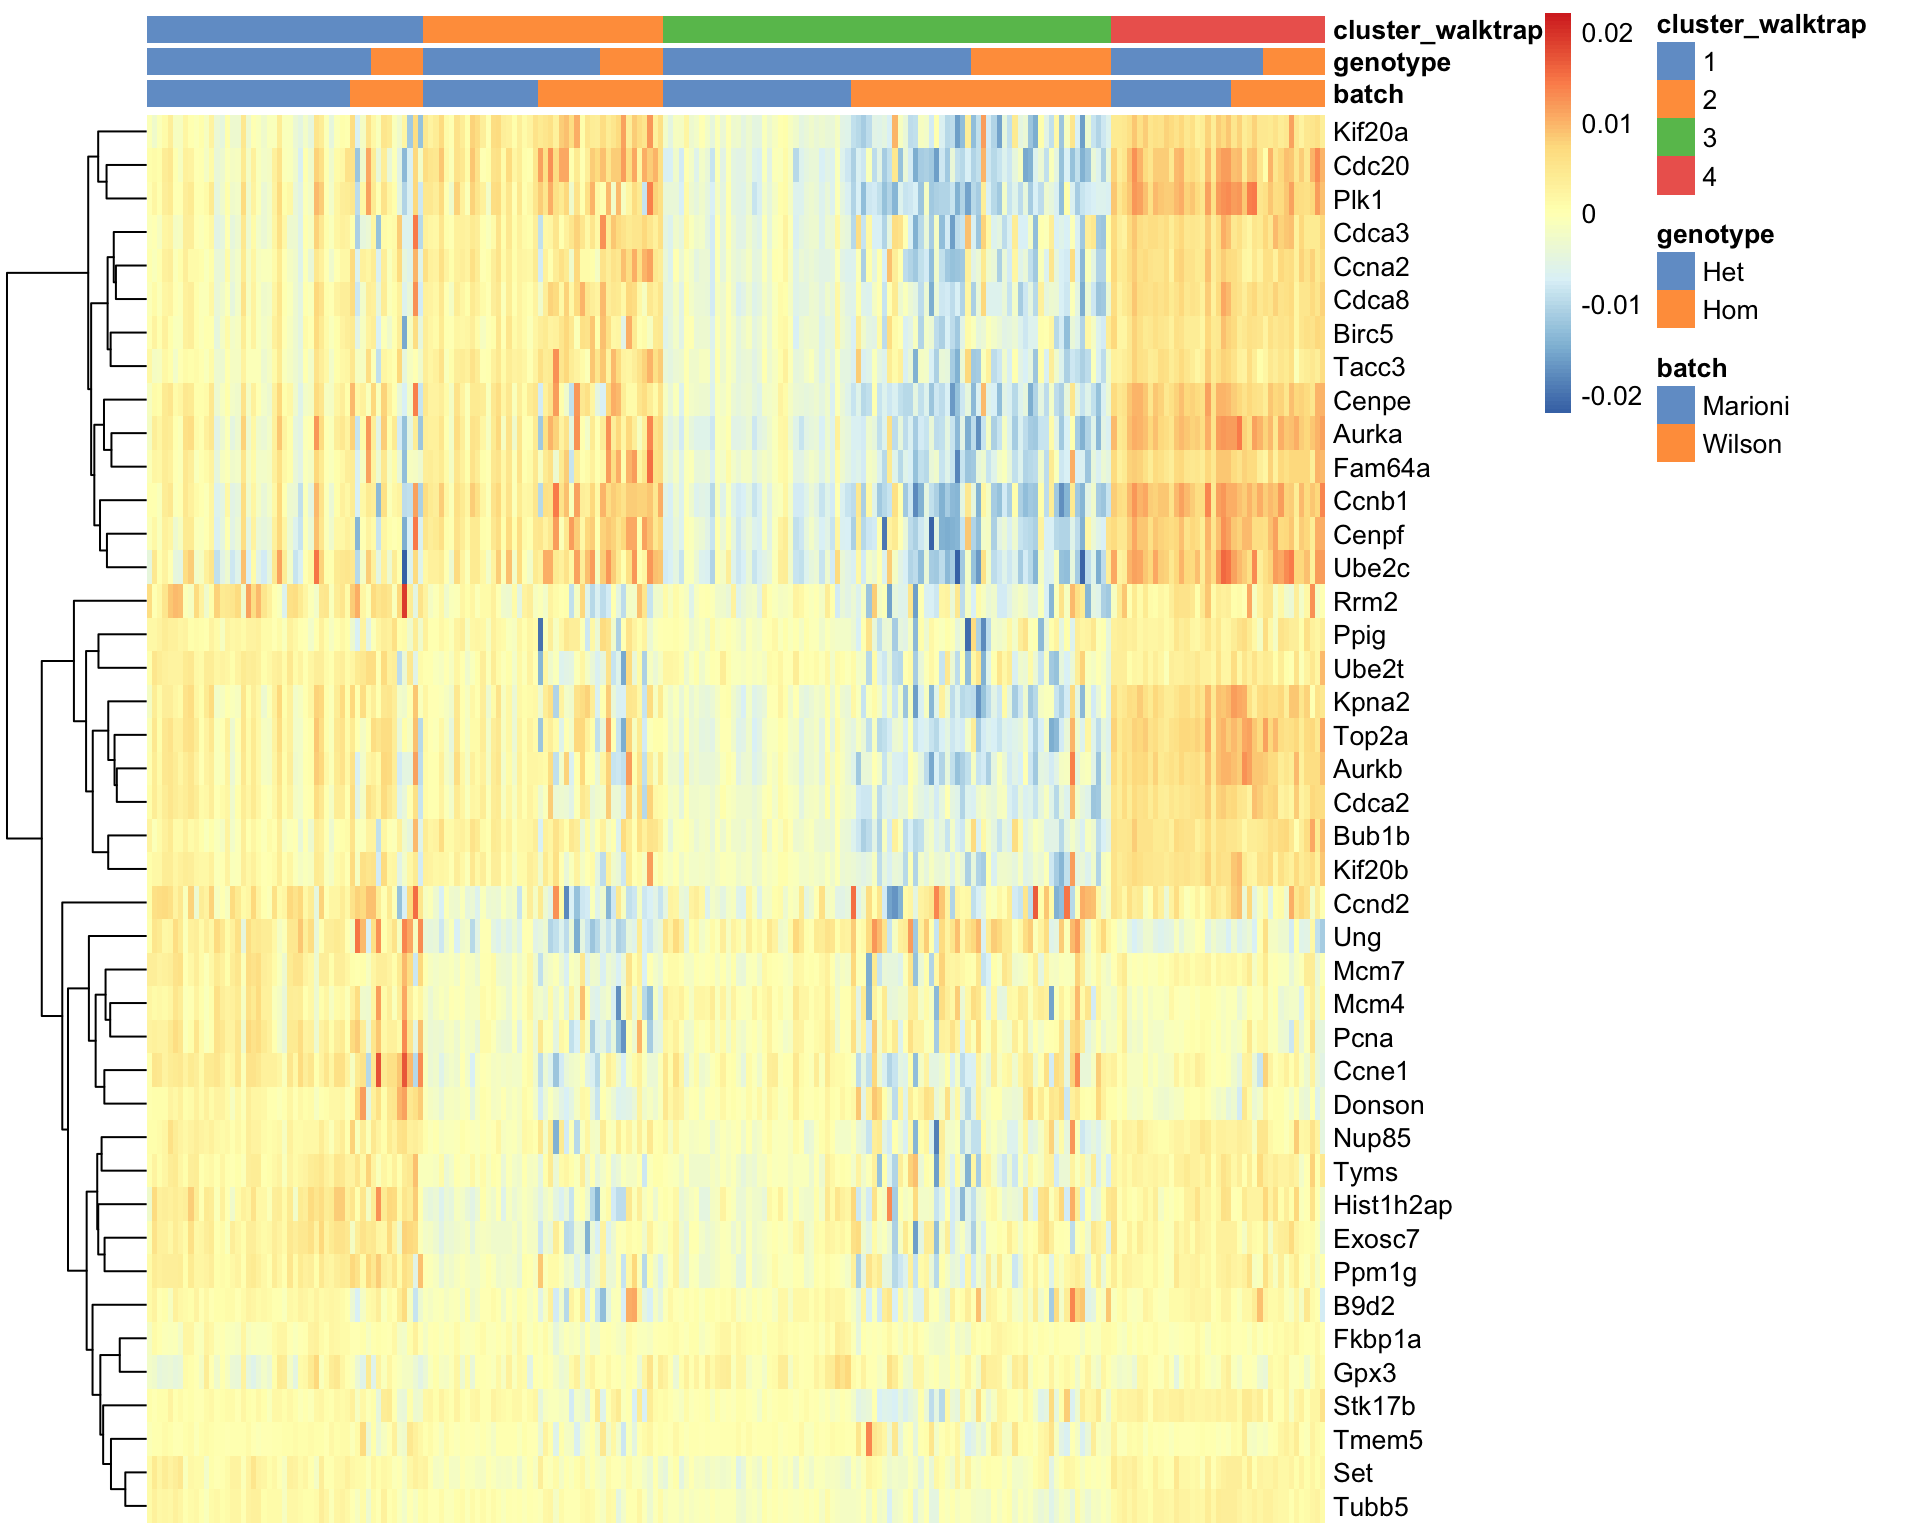 cluster_walktrap
genotype
batch
Kif20a
Cdc20
Plk1
Cdca3
Ccna2
Cdca8
Birc5
Tacc3
Cenpe
Aurka
Fam64a
Ccnb1
Cenpf
Ube2c
Rrm2
Ppig
Ube2t
Kpna2
Top2a
Aurkb
Cdca2
Bub1b
Kif20b
Ccnd2
Ung
Mcm7
Mcm4
Pcna
Ccne1
Donson
Nup85
Tyms
Hist1h2ap
Exosc7
Ppm1g
B9d2
Fkbp1a
Gpx3
Stk17b
Tmem5
Set
Tubb5
0.02
0.01
0
-0.01
-0.02
cluster_walktrap
1
2
3
4
genotype
Het
Hom
batch
Marioni
Wilson